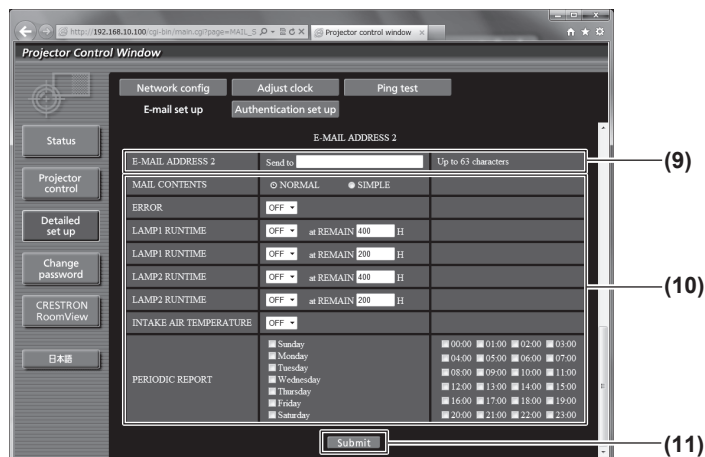 http://192.168.10.100/cgi-bin/main.cgi?page=MAIL_S
Projector control window ×
Projector Control Window
Network config Adjust clock Ping test
E-mail set up Authentication set up
Status
Projector control
Detailed set up
Change password
CRESTRON RoomView
日本語
E-MAIL ADDRESS 2
E-MAIL ADDRESS 2 Send to Up to 63 characters
(9)
MAIL CONTENTS NORMAL SIMPLE
ERROR OFF
LAMP1 RUNTIME OFF at REMAIN 400 H
LAMP1 RUNTIME OFF at REMAIN 200 H
LAMP2 RUNTIME OFF at REMAIN 400 H
LAMP2 RUNTIME OFF at REMAIN 200 H
(10)
INTAKE AIR TEMPERATURE OFF
PERIODIC REPORT
Sunday
Monday
Tuesday
Wednesday
Thursday
Friday
Saturday
00:00 01:00 02:00 03:00
04:00 05:00 06:00 07:00
08:00 09:00 10:00 11:00
12:00 13:00 14:00 15:00
16:00 17:00 18:00 19:00
20:00 21:00 22:00 23:00
Submit
(11)